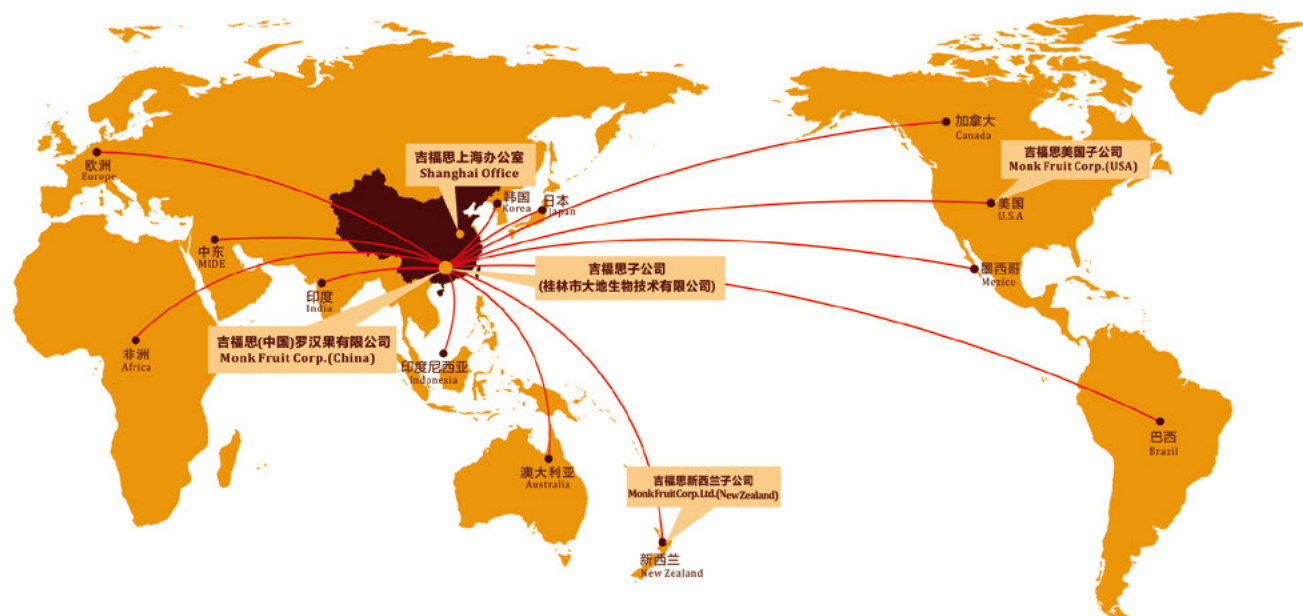 加拿大
Canada
吉福思美国子公司
Monk Fruit Corp.(USA)
吉福思上海办公室
Shanghai Office
欧洲
Europe
韩国
Korea
日本
Japan
美国
U.S.A
中东
MIDE
印度
India
吉福思子公司
(桂林市大地生物技术有限公司)
墨西哥
Mexico
吉福思(中国)罗汉果有限公司
Monk Fruit Corp.(China)
非洲
Africa
印度尼西亚
Indonesia
巴西
Brazil
澳大利亚
Australia
吉福思新西兰子公司
MonkFruitCorp.Ltd.(NewZealand)
新西兰
New Zealand